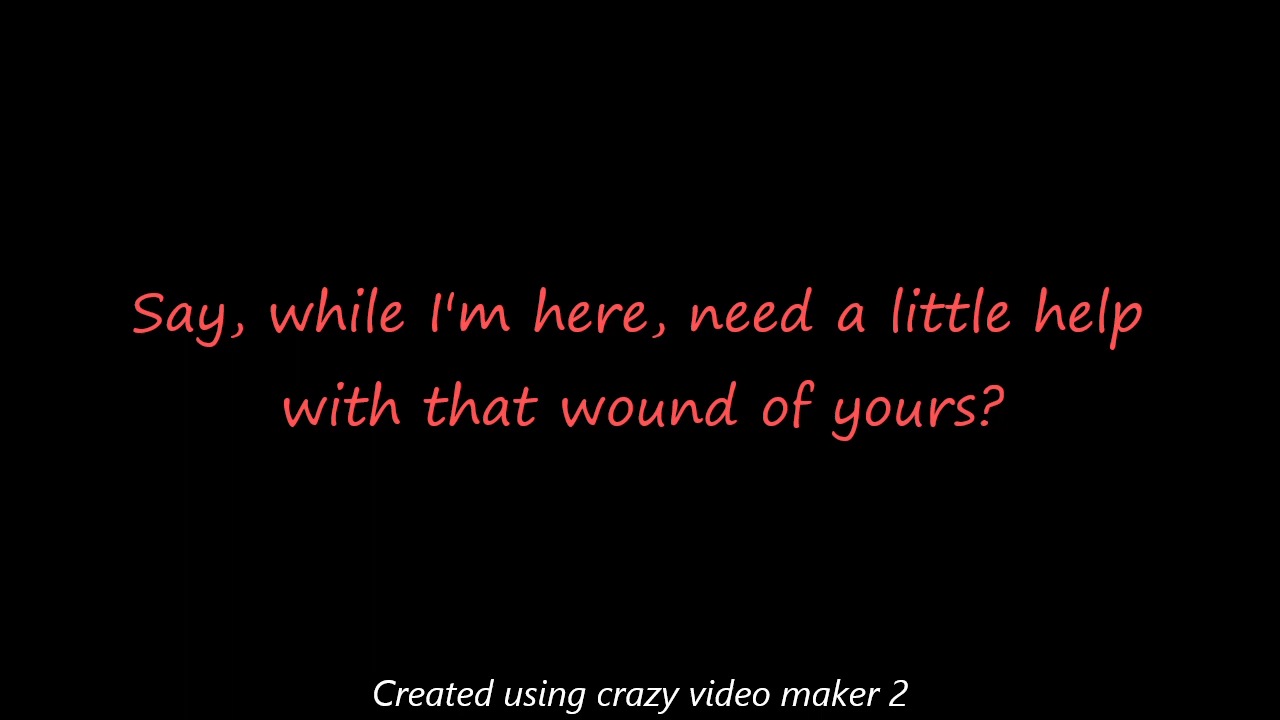 Say, while I'm here, need a little help
with that wound of yours?
Created using crazy video maker 2